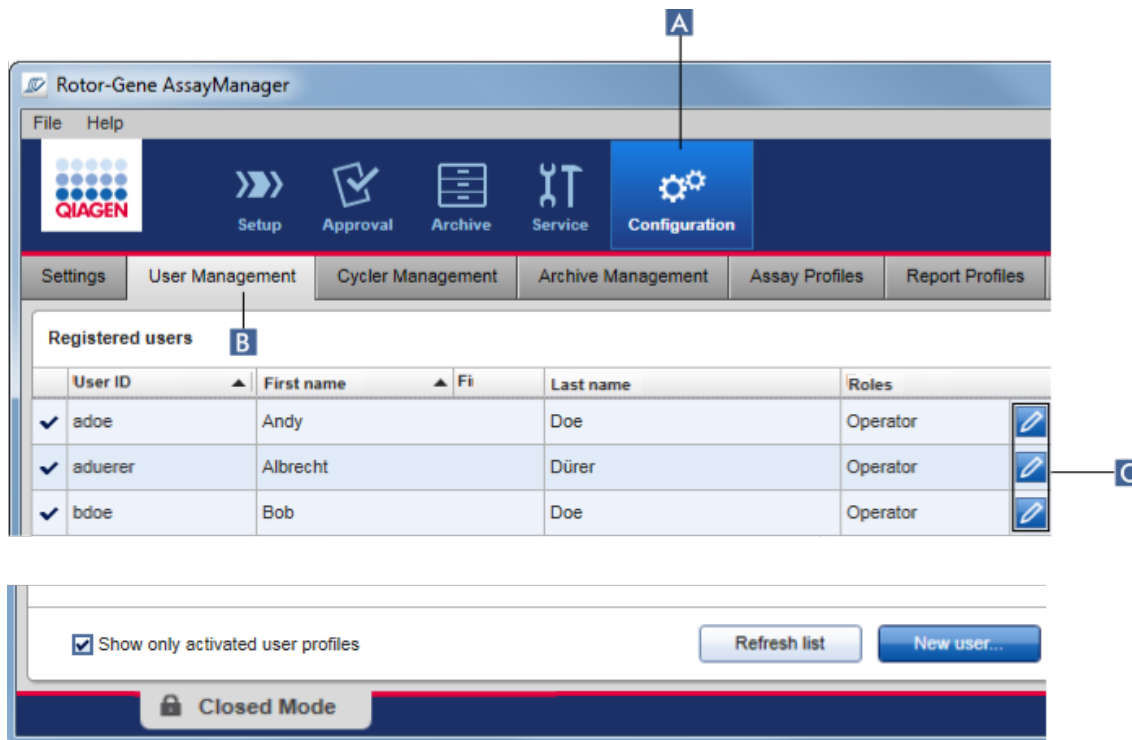 A
Rotor-Gene AssayManager
File Help
QIAGEN
Setup Approval Archive Service Configuration
Settings User Management Cycler Management Archive Management Assay Profiles Report Profiles
Registered users B
User ID First name Fi Last name Roles
adoe Andy Doe Operator
aduerer Albrecht Dürer Operator C
bdoe Bob Doe Operator
Show only activated user profiles Refresh list New user...
Closed Mode